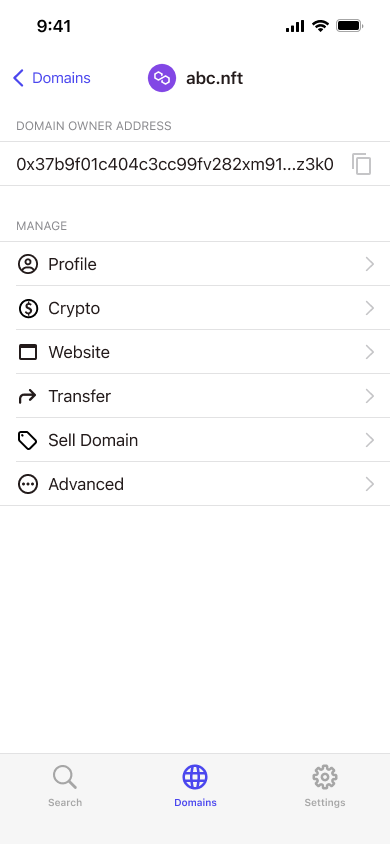 9:41
Domains
abc.nft
DOMAIN OWNER ADDRESS
0x37b9f01c404c3cc99fv282xm91...z3k0
MANAGE
Profile
Crypto
Website
Transfer
Sell Domain
Advanced
Search
Domains
Settings